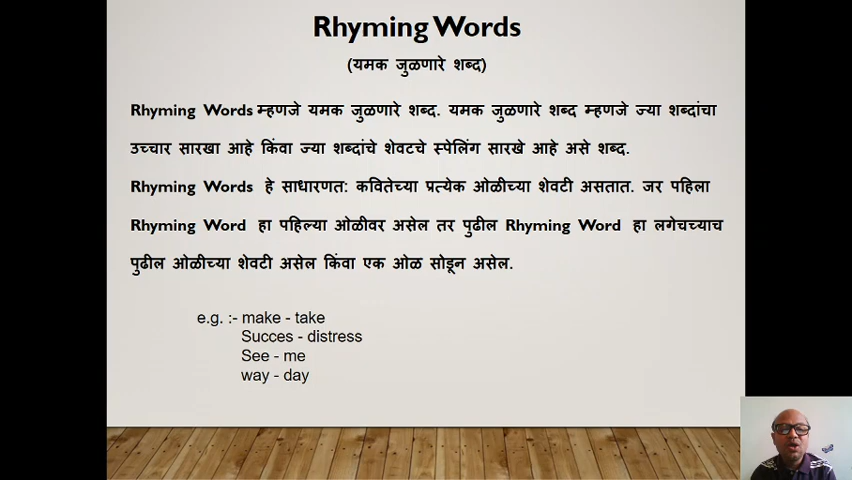 Rhyming Words
(यमक जुळणारे शब्द)
Rhyming Words म्हणजे यमक जुळणारे शब्द. यमक जुळणारे शब्द म्हणजे ज्या शब्दांचा
उच्चार सारखा आहे किंवा ज्या शब्दांचे शेवटचे स्पेलिंग सारखे आहे असे शब्द.
Rhyming Words हे साधारणत: कवितेच्या प्रत्येक ओळीच्या शेवटी असतात. जर पहिला
Rhyming Word हा पहिल्या ओळीवर असेल तर पुढील Rhyming Word हा लगेचच्याच
पुढील ओळीच्या शेवटी असेल किंवा एक ओळ सोडून असेल.
e.g. :- make - take
Succes - distress
See - me
way - day